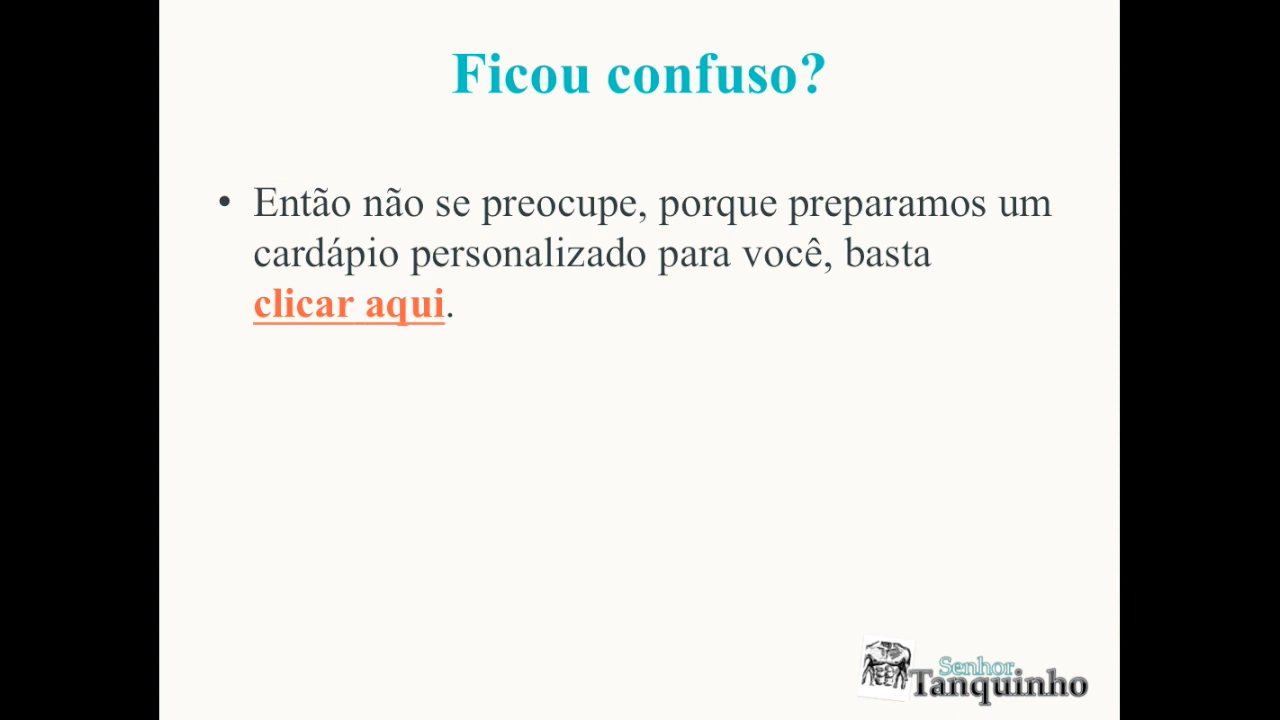 Ficou confuso?
• Então não se preocupe, porque preparamos um
cardápio personalizado para você, basta
clicar aqui.
Senhor
Tanquinho